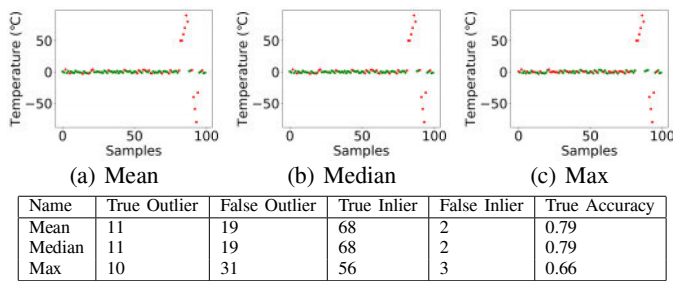 Temperature (°C)
50
0
−50
0
50
100
Samples
(a) Mean
Temperature (°C)
50
0
−50
0
50
100
Samples
(b) Median
Temperature (°C)
50
0
−50
0
50
100
Samples
(c) Max
Name True Outlier False Outlier True Inlier False Inlier True Accuracy
Mean 11 19 68 2 0.79
Median 11 19 68 2 0.79
Max 10 31 56 3 0.66